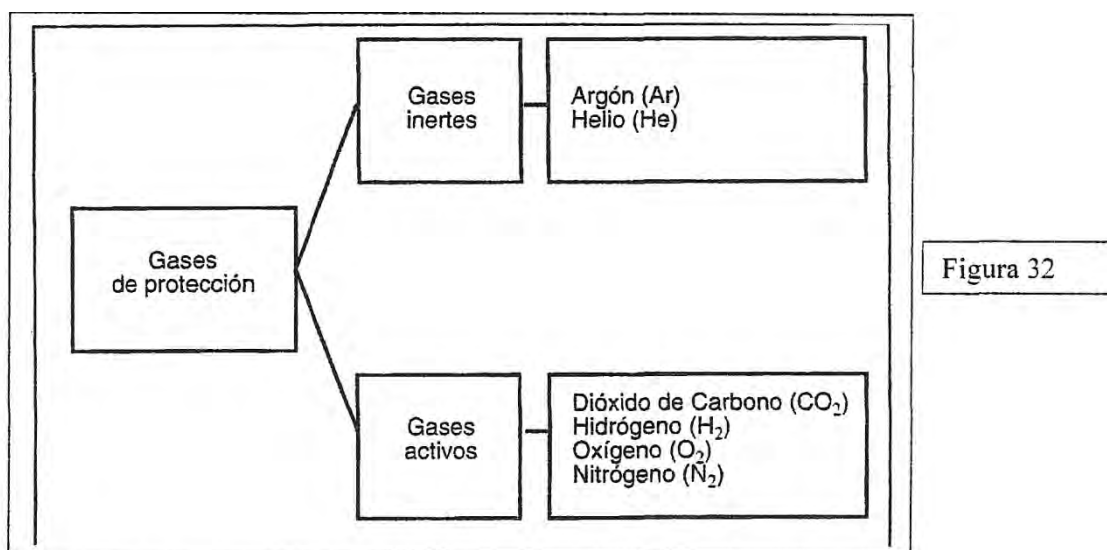 Gases
inertes
Argón (Ar)
Helio (He)
Gases
de protección
Figura 32
Gases
activos
Dióxido de Carbono (CO₂)
Hidrógeno (H₂)
Oxígeno (O₂)
Nitrógeno (N₂)